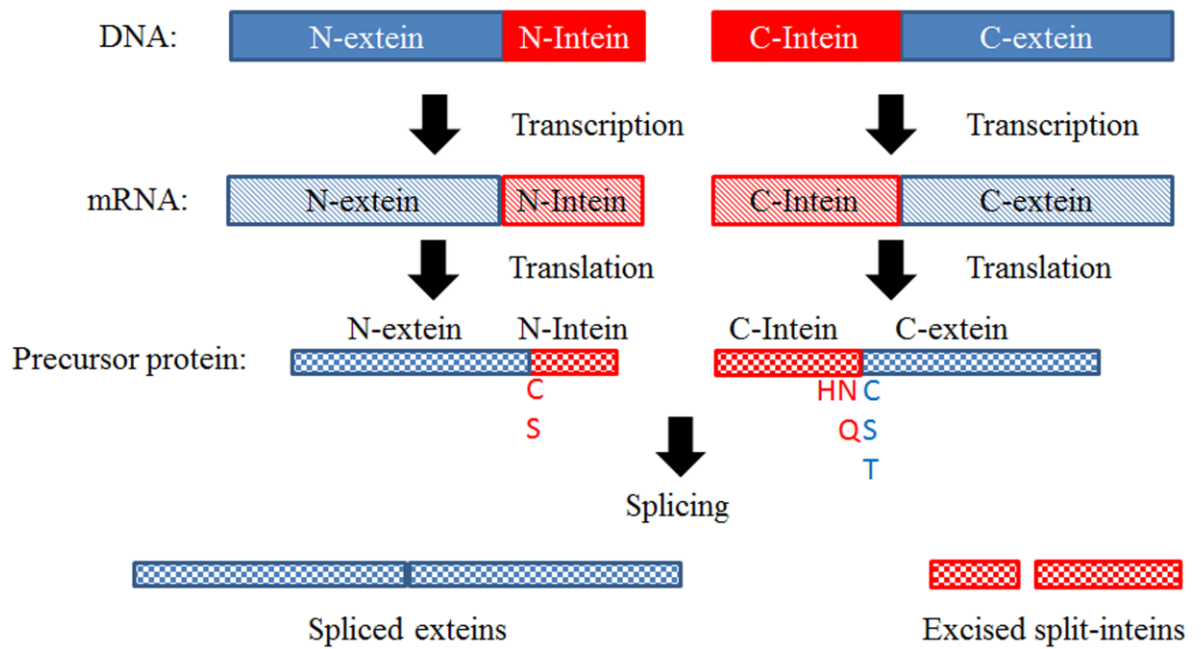 DNA: N-extein N-Intein C-Intein C-extein
Transcription Transcription
mRNA: N-extein N-Intein C-Intein C-extein
Translation Translation
N-extein N-Intein C-Intein C-extein
Precursor protein:
C HN C
S Q S
T
Splicing
Spliced exteins Excised split-inteins